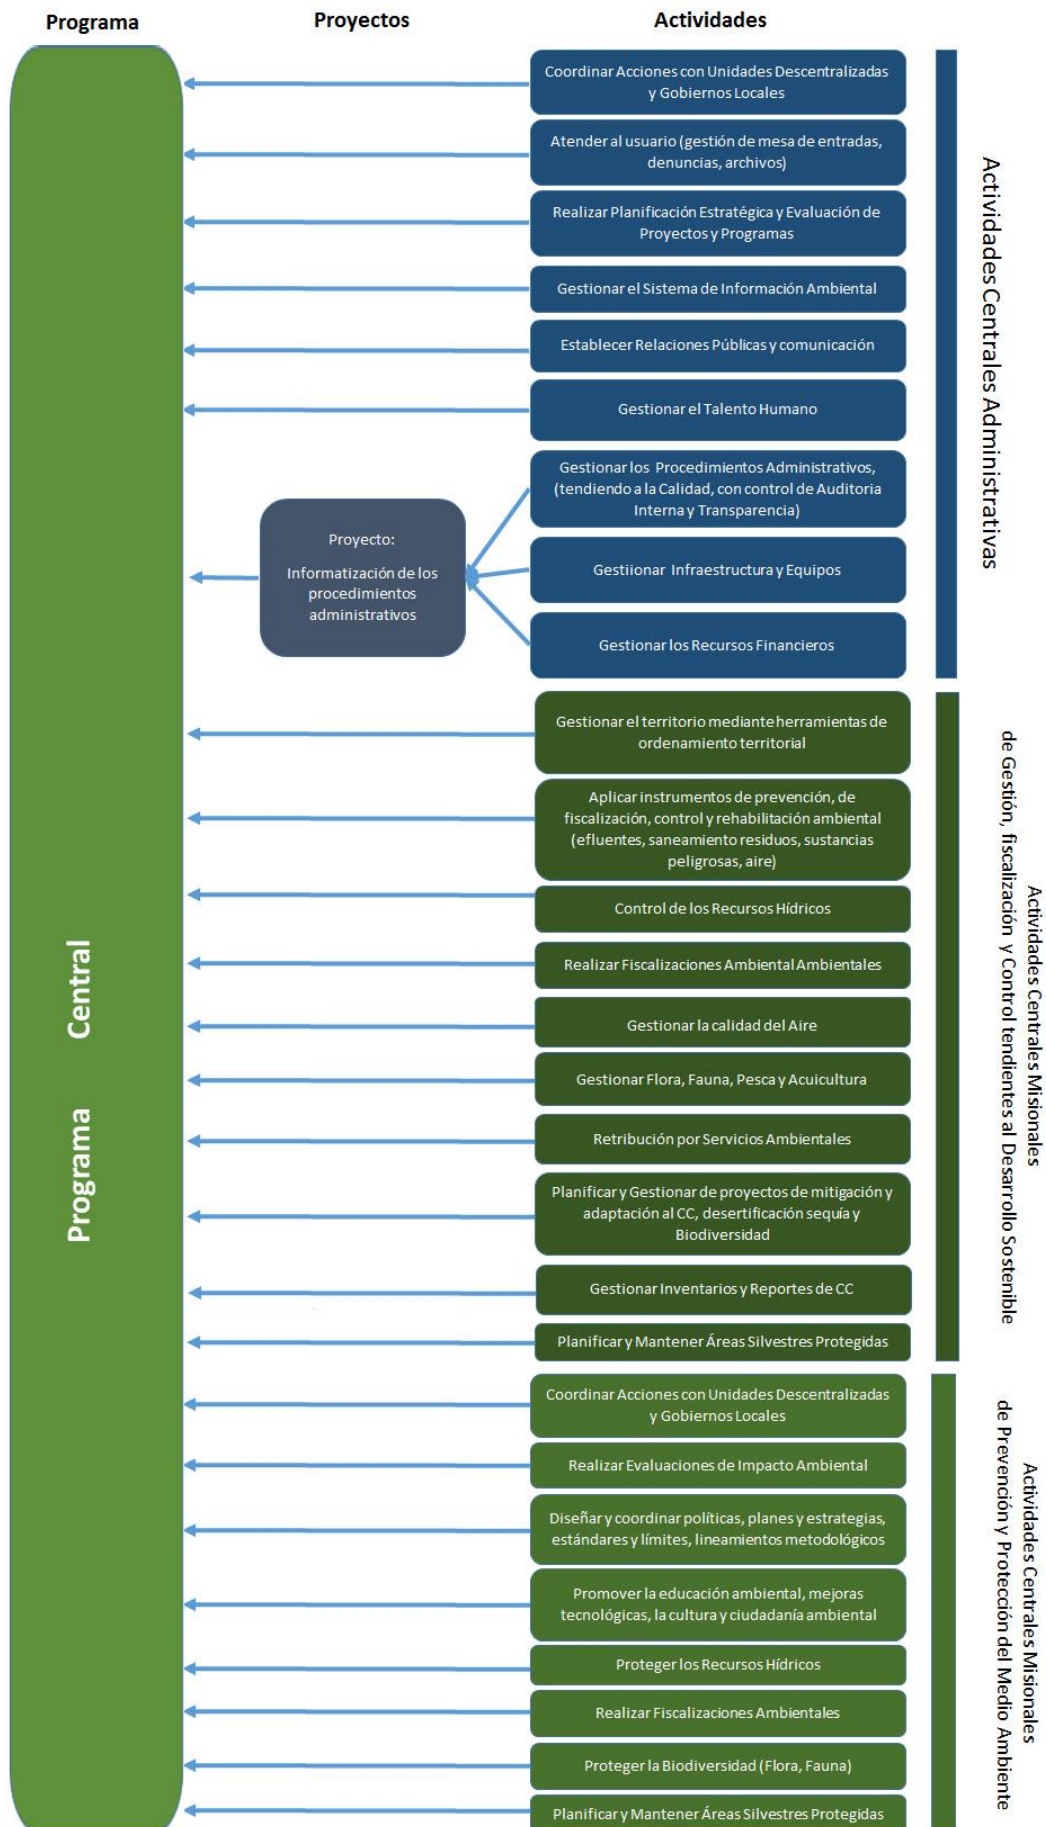 Programa
Proyectos
Actividades
Coordinar Acciones con Unidades Descentralizadas
y Gobiernos Locales
Atender al usuario (gestión de mesa de entradas,
denuncias, archivos)
Realizar Planificación Estratégica y Evaluación de
Proyectos y Programas
Gestionar el Sistema de Información Ambiental
Establecer Relaciones Públicas y comunicación
Gestionar el Talento Humano
Gestionar los Procedimientos Administrativos,
(tendiendo a la Calidad, con control de Auditoria
Interna y Transparencia)
Gestiionar Infraestructura y Equipos
Gestionar los Recursos Financieros
Proyecto:
Informatización de los
procedimientos
administrativos
Actividades Centrales Administrativas
Gestionar el territorio mediante herramientas de
ordenamiento territorial
Aplicar instrumentos de prevención, de
fiscalización, control y rehabilitación ambiental
(efluentes, saneamiento residuos, sustancias
peligrosas, aire)
Control de los Recursos Hídricos
Realizar Fiscalizaciones Ambiental Ambientales
Gestionar la calidad del Aire
Gestionar Flora, Fauna, Pesca y Acuicultura
Retribución por Servicios Ambientales
Planificar y Gestionar de proyectos de mitigación y
adaptación al CC, desertificación sequía y
Biodiversidad
Gestionar Inventarios y Reportes de CC
Planificar y Mantener Áreas Silvestres Protegidas
Actividades Centrales Misionales
de Gestión, fiscalización y Control tendientes al Desarrollo Sostenible
Programa Central
Coordinar Acciones con Unidades Descentralizadas
y Gobiernos Locales
Realizar Evaluaciones de Impacto Ambiental
Diseñar y coordinar políticas, planes y estrategias,
estándares y límites, lineamientos metodológicos
Promover la educación ambiental, mejoras
tecnológicas, la cultura y ciudadanía ambiental
Proteger los Recursos Hídricos
Realizar Fiscalizaciones Ambientales
Proteger la Biodiversidad (Flora, Fauna)
Planificar y Mantener Áreas Silvestres Protegidas
Actividades Centrales Misionales
de Prevención y Protección del Medio Ambiente